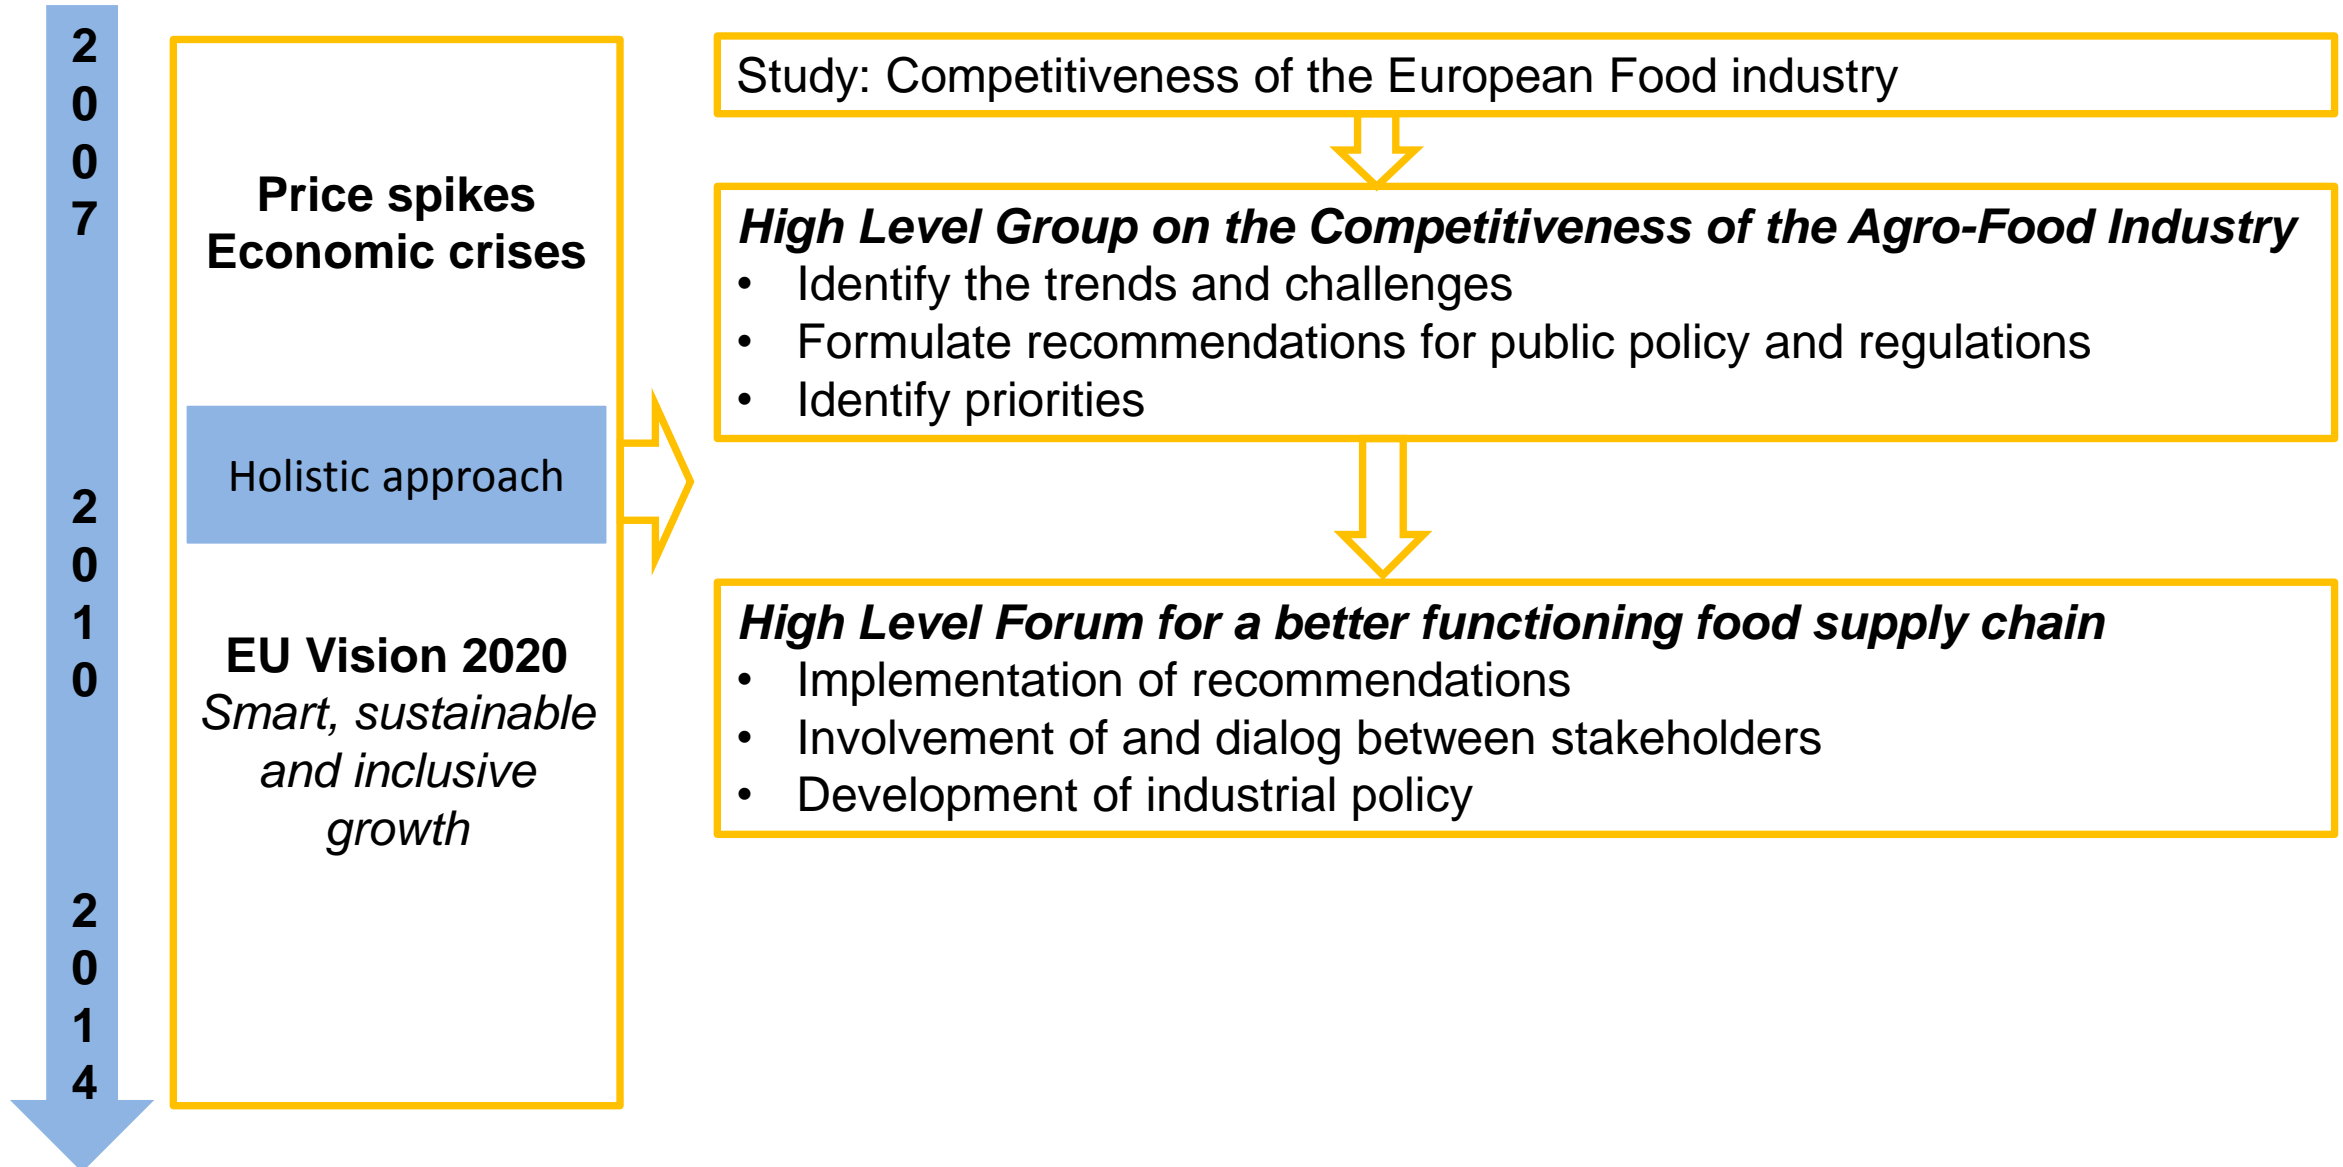 2
0
0
7
2
0
1
0
2
0
1
4
Price spikes
Economic crises
Holistic approach
EU Vision 2020
Smart, sustainable
and inclusive
growth
Study: Competitiveness of the European Food industry
High Level Group on the Competitiveness of the Agro-Food Industry
• Identify the trends and challenges
• Formulate recommendations for public policy and regulations
• Identify priorities
High Level Forum for a better functioning food supply chain
• Implementation of recommendations
• Involvement of and dialog between stakeholders
• Development of industrial policy